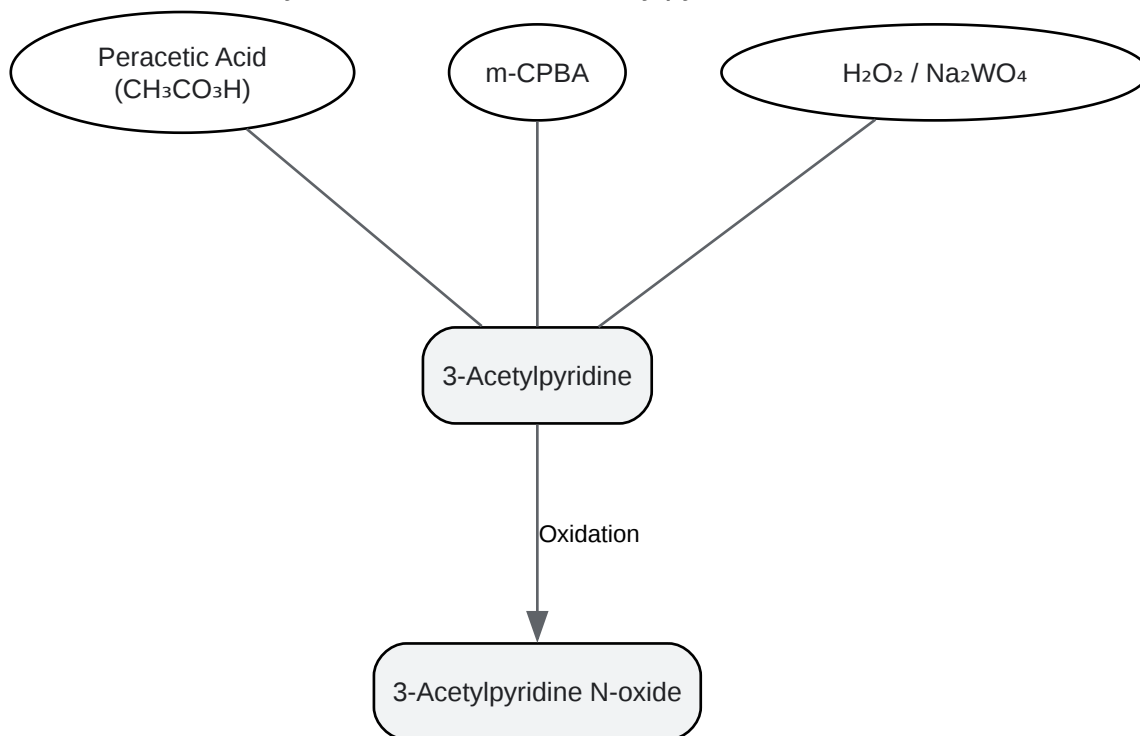 Peracetic Acid
(CH₃CO₃H)
m-CPBA
H₂O₂ / Na₂WO₄
3-Acetylpyridine
Oxidation
3-Acetylpyridine N-oxide